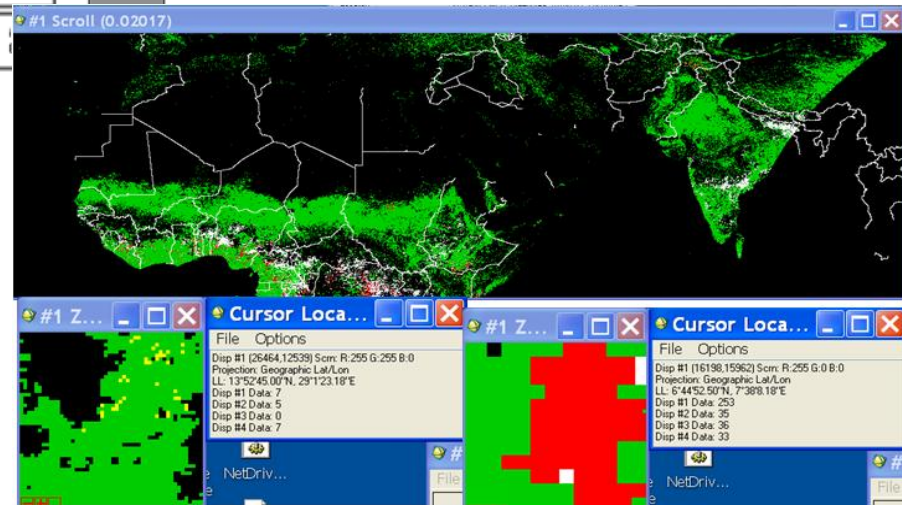 #1 Scroll (0.02017)
#1 Z...
Cursor Loca...
File Options
Disp #1 (26464,12539) Scrn: R:255 G:255 B:0
Projection: Geographic Lat/Lon
LL: 13°52'45.00"N, 29°1'23.18"E
Disp #1 Data: 7
Disp #2 Data: 5
Disp #3 Data: 0
Disp #4 Data: 7
NetDriv...
#1 Z...
Cursor Loca...
File Options
Disp #1 (16198,15962) Scrn: R:255 G:0 B:0
Projection: Geographic Lat/Lon
LL: 6°44'52.50"N, 7°38'8.18"E
Disp #1 Data: 253
Disp #2 Data: 35
Disp #3 Data: 36
Disp #4 Data: 33
NetDriv...
#
File
#
File